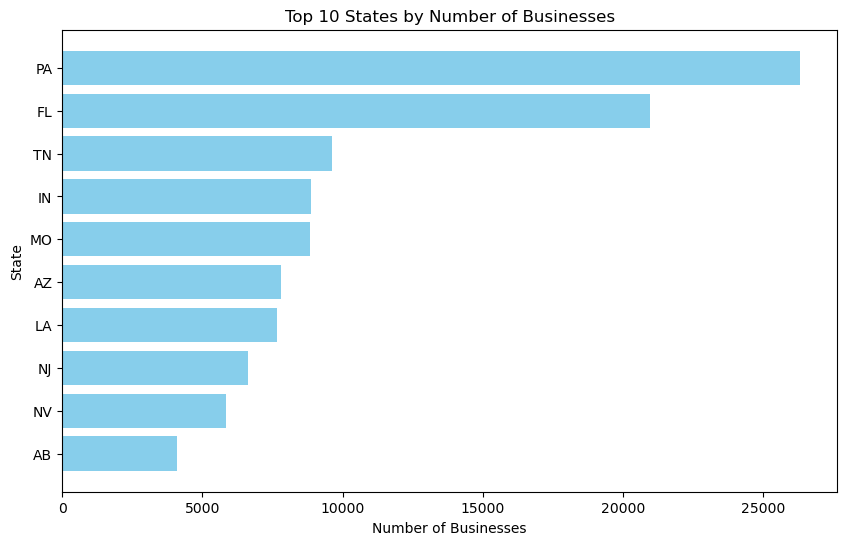 Top 10 States by Number of Businesses
State
PA
FL
TN
IN
MO
AZ
LA
NJ
NV
AB
0 5000 10000 15000 20000 25000
Number of Businesses